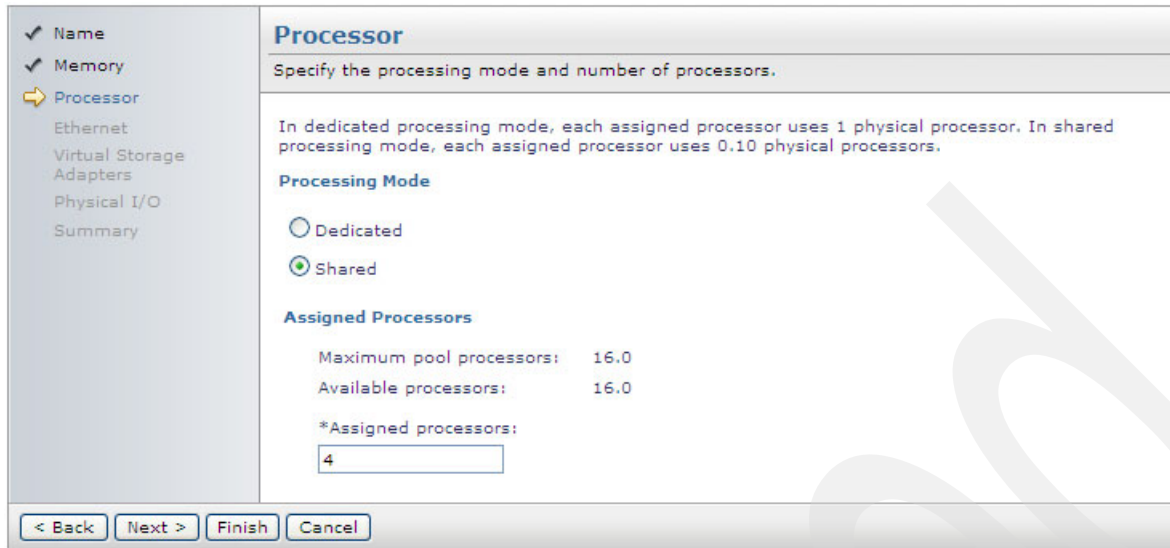 Name
Memory
Processor
Ethernet
Virtual Storage
Adapters
Physical I/O
Summary
Processor
Specify the processing mode and number of processors.
In dedicated processing mode, each assigned processor uses 1 physical processor. In shared
processing mode, each assigned processor uses 0.10 physical processors.
Processing Mode
Dedicated
Shared
Assigned Processors
Maximum pool processors: 16.0
Available processors: 16.0
*Assigned processors:
4
< Back Next > Finish Cancel